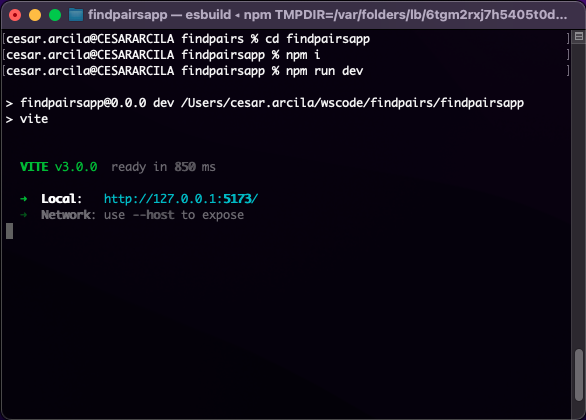 findpairsapp — esbuild ◂ npm TMPDIR=/var/folders/lb/6tgm2rxj7h5405t0d...
[cesar.arcila@CESARARCILA findpairs % cd findpairsapp ]
[cesar.arcila@CESARARCILA findpairsapp % npm i ]
[cesar.arcila@CESARARCILA findpairsapp % npm run dev ]
> findpairsapp@0.0.0 dev /Users/cesar.arcila/wscode/findpairs/findpairsapp
> vite
VITE v3.0.0 ready in 850 ms
➜ Local: http://127.0.0.1:5173/
➜ Network: use --host to expose